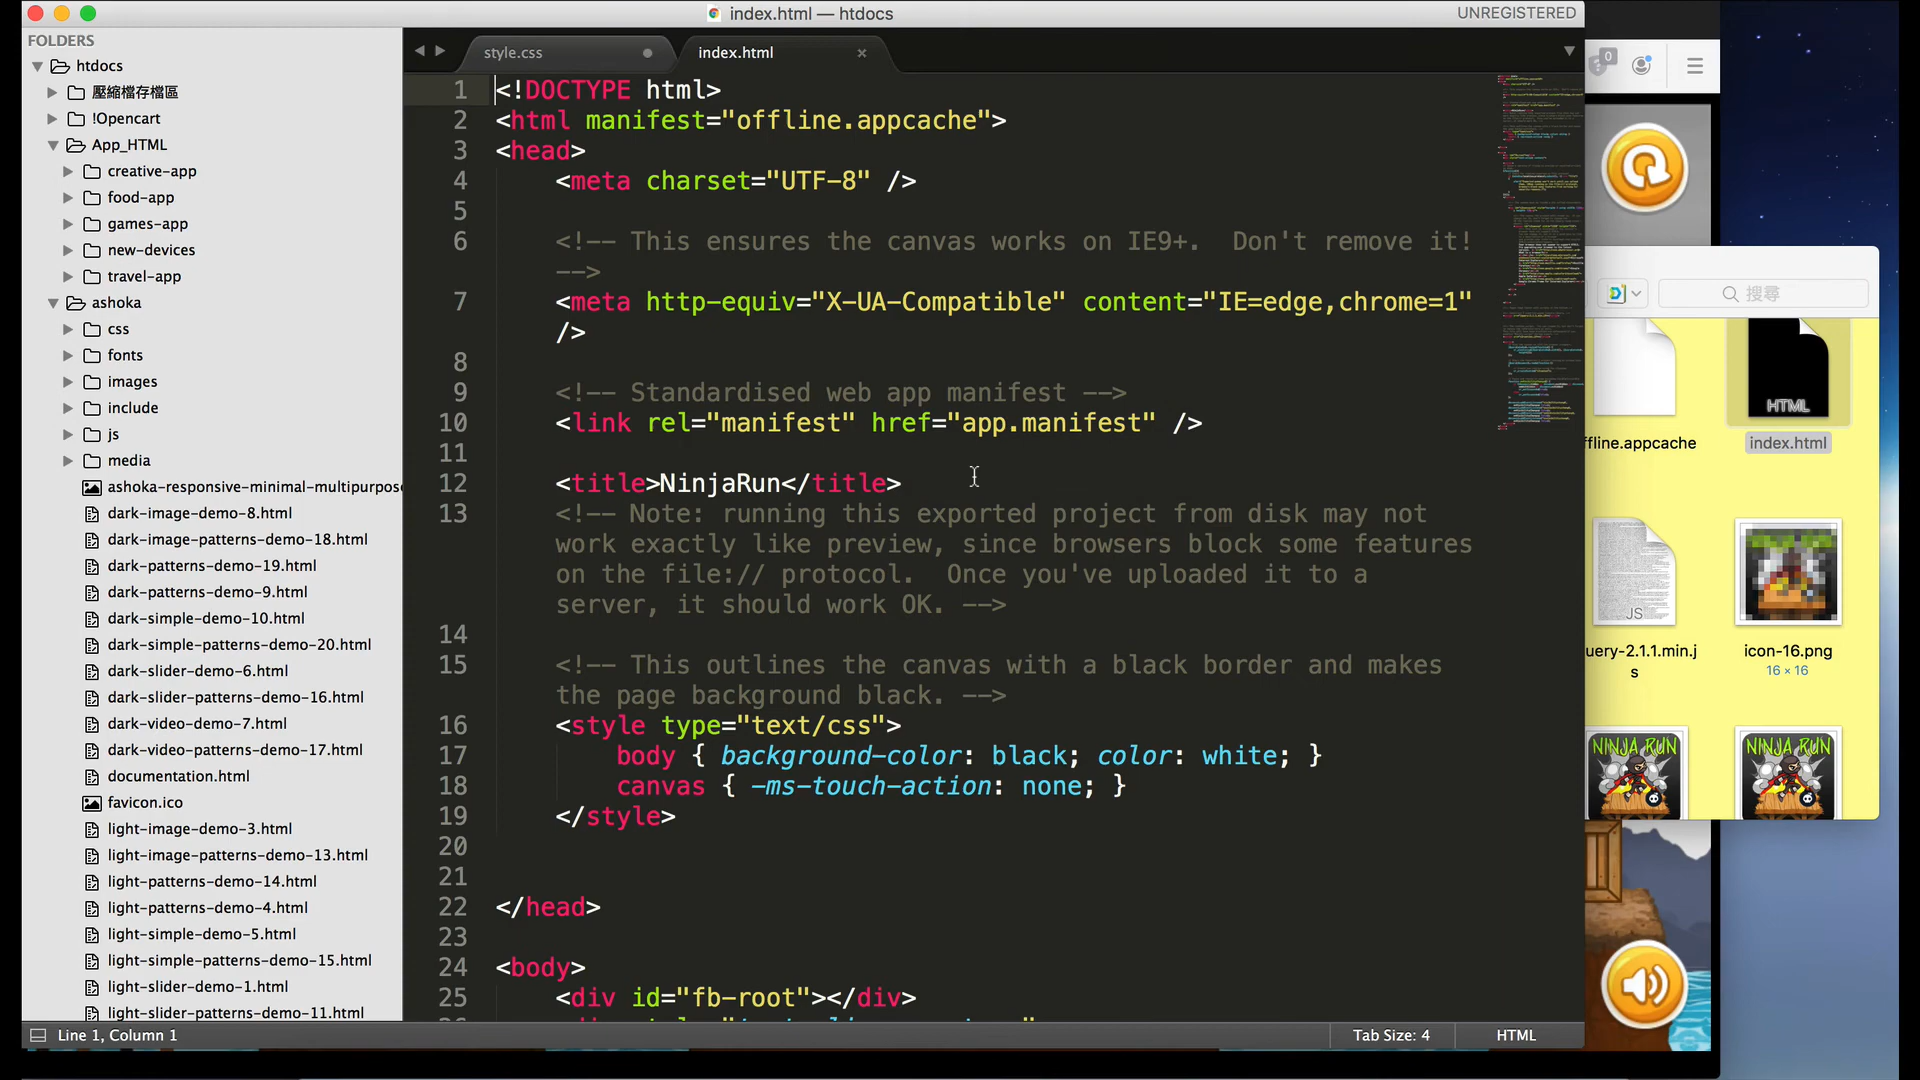 index.html — htdocs
UNREGISTERED
FOLDERS
htdocs
壓縮檔存檔區
!Opencart
App_HTML
creative-app
food-app
games-app
new-devices
travel-app
ashoka
css
fonts
images
include
js
media
ashoka-responsive-minimal-multipurpose
dark-image-demo-8.html
dark-image-patterns-demo-18.html
dark-patterns-demo-19.html
dark-patterns-demo-9.html
dark-simple-demo-10.html
dark-simple-patterns-demo-20.html
dark-slider-demo-6.html
dark-slider-patterns-demo-16.html
dark-video-demo-7.html
dark-video-patterns-demo-17.html
documentation.html
favicon.ico
light-image-demo-3.html
light-image-patterns-demo-13.html
light-patterns-demo-14.html
light-patterns-demo-4.html
light-simple-demo-5.html
light-simple-patterns-demo-15.html
light-slider-demo-1.html
light-slider-patterns-demo-11.html
style.css
index.html
1 <!DOCTYPE html>
2 <html manifest="offline.appcache">
3 <head>
4 <meta charset="UTF-8" />
5
6 <!-- This ensures the canvas works on IE9+.  Don't remove it!
-->
7 <meta http-equiv="X-UA-Compatible" content="IE=edge,chrome=1"
/>
8
9 <!-- Standardised web app manifest -->
10 <link rel="manifest" href="app.manifest" />
11
12 <title>NinjaRun</title>
13 <!-- Note: running this exported project from disk may not
work exactly like preview, since browsers block some features
on the file:// protocol.  Once you've uploaded it to a
server, it should work OK. -->
14
15 <!-- This outlines the canvas with a black border and makes
the page background black. -->
16 <style type="text/css">
17 body { background-color: black; color: white; }
18 canvas { -ms-touch-action: none; }
19 </style>
20
21
22 </head>
23
24 <body>
25 <div id="fb-root"></div>
Line 1, Column 1
Tab Size: 4
HTML
0
搜尋
HTML
ffline.appcache
index.html
JS
uery-2.1.1.min.j
s
icon-16.png
16 × 16
NINJA RUN
NINJA RUN